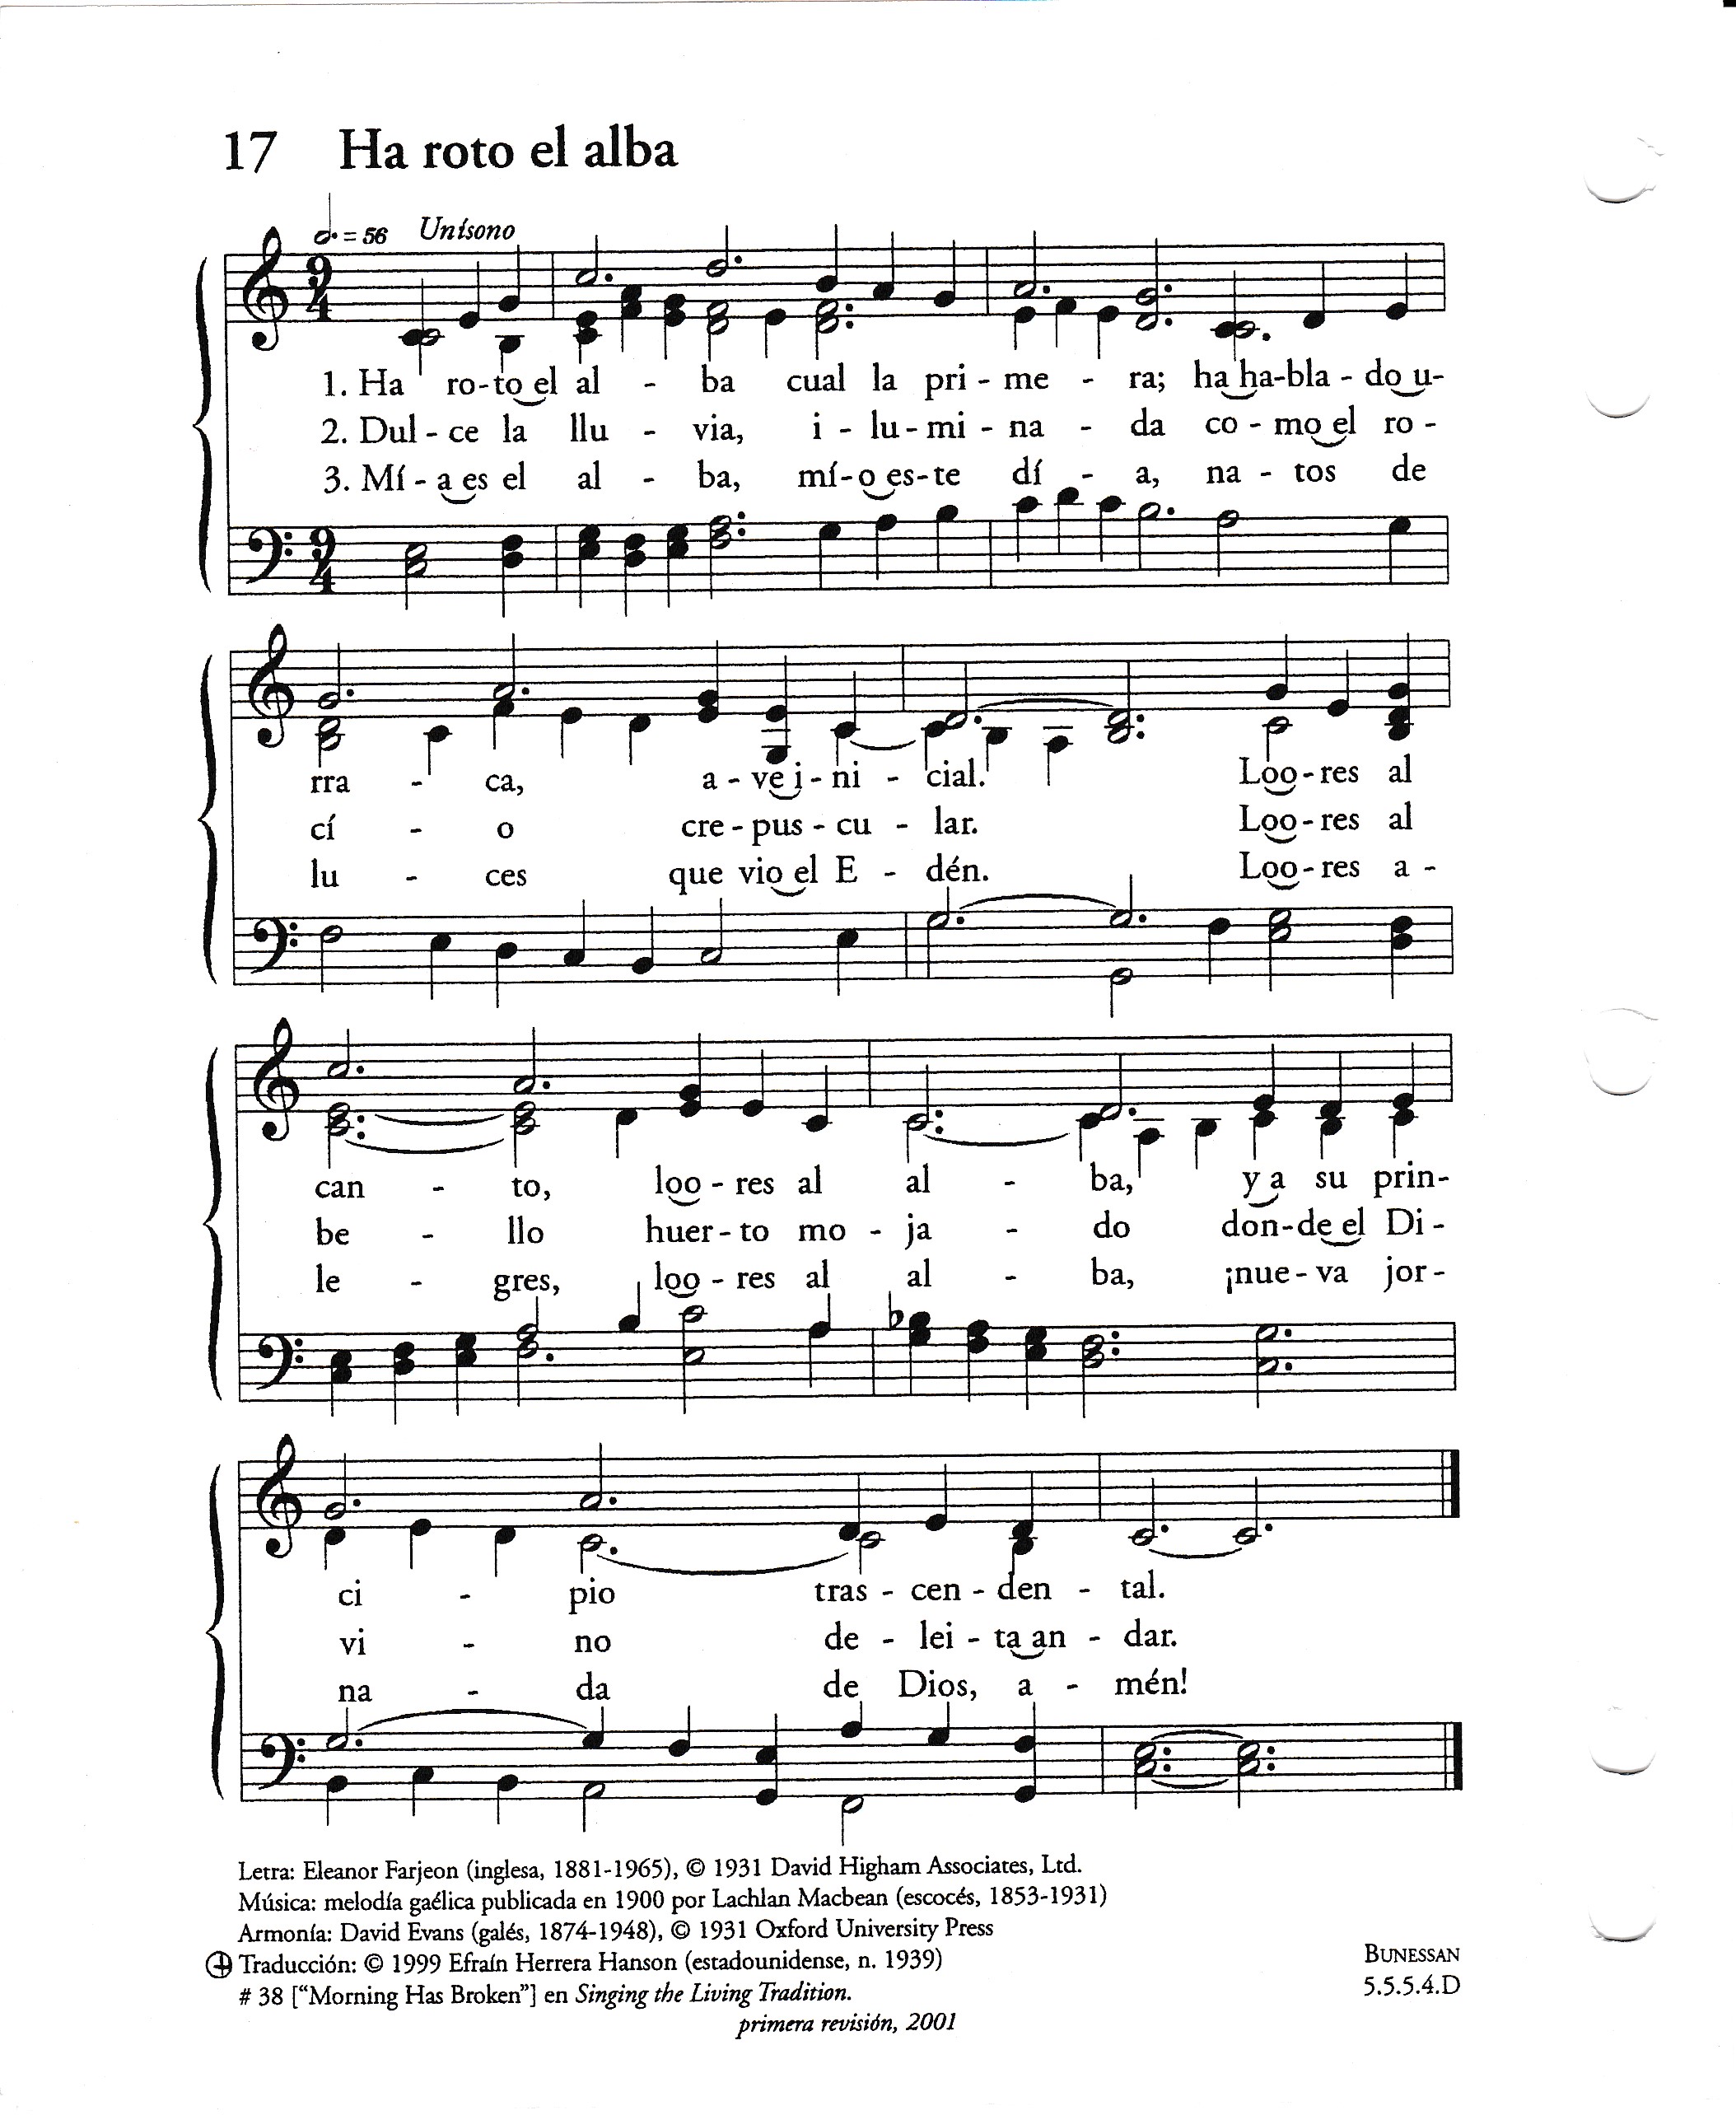 17 Ha roto el alba
= 56 Unísono
9 4
1. Ha ro-to el al - ba cual la pri - me - ra; ha ha-bla - do u-
2. Dul - ce la llu - via, i - lu - mi - na - da co - mo el ro -
3. Mí - a es el al - ba, mí-o es-te dí - a, na - tos de
9 4
rra - ca, a - ve i - ni - cial. Loo - res al
cí - o cre - pus - cu - lar. Loo - res al
lu - ces que vio el E - dén. Loo - res a -
can - to, loo - res al al - ba, y a su prin-
be - llo huer - to mo - ja - do don-de el Di -
le - gres, loo - res al al - ba, ¡nue - va jor -
ci - pio tras - cen - den - tal.
vi - no de - lei - ta an - dar.
na - da de Dios, a - mén!
Letra: Eleanor Farjeon (inglesa, 1881-1965), © 1931 David Higham Associates, Ltd.
Música: melodía gaélica publicada en 1900 por Lachlan Macbean (escocés, 1853-1931)
Armonía: David Evans (galés, 1874-1948), © 1931 Oxford University Press
Traducción: © 1999 Efraín Herrera Hanson (estadounidense, n. 1939)
# 38 [“Morning Has Broken”] en Singing the Living Tradition.
primera revisión, 2001
BUNESSAN
5.5.5.4.D